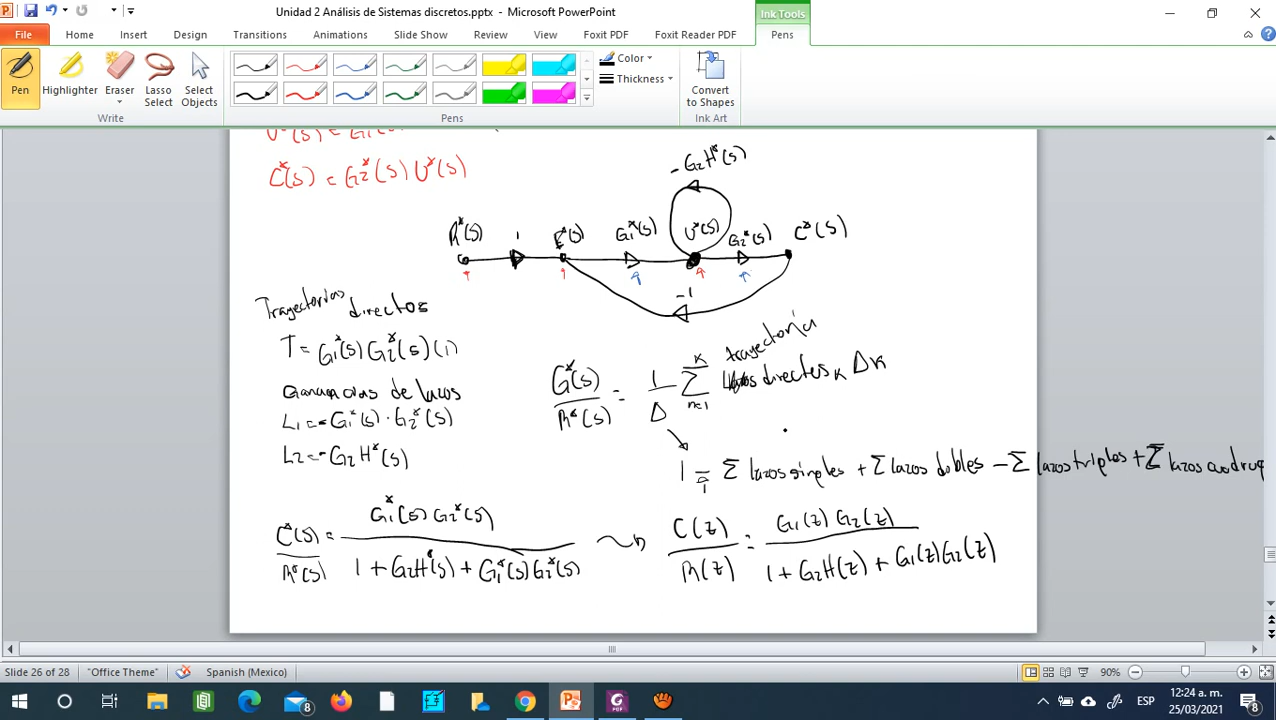 Unidad 2 Análisis de Sistemas discretos.pptx - Microsoft PowerPoint
Ink Tools
File Home Insert Design Transitions Animations Slide Show Review View Foxit PDF Foxit Reader PDF Pens
Pen Highlighter Eraser Lasso Select Select Objects Color Thickness Convert to Shapes
Write Pens Ink Art
C*(s) = G2*(s) U*(s)
-G2H*(s)
R*(s) 1 E*(s) G1*(s) U*(s) G2*(s) C*(s)
-1
Trayectorias directos
T = G1*(s) G2*(s) (1)
Ganancias de lazos
L1 = -G1*(s) · G2*(s)
L2 = -G2H*(s)
trayectoria
C*(s)/R*(s) = 1/Δ Σ directes K ΔK
K
n=1
1 - Σ lazos simples + Σ lazos dobles - Σ lazos triples + Σ lazos cuadrup
C*(s)/R*(s) = G1*(s) G2*(s) / 1 + G2H*(s) + G1*(s) G2*(s)
C(z)/R(z) = G1(z) G2(z) / 1 + G2H(z) + G1(z)G2(z)
Slide 26 of 28 "Office Theme" Spanish (Mexico) 90%
8 ESP 12:24 a. m. 25/03/2021 8